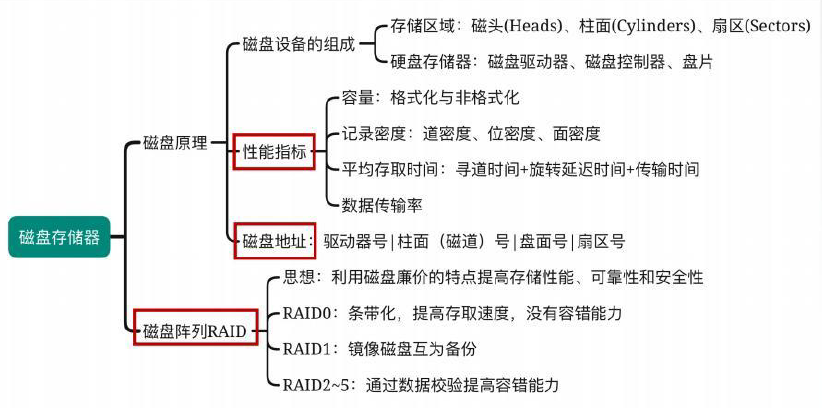 存储区域：磁头(Heads)、柱面(Cylinders)、扇区(Sectors)
磁盘设备的组成
硬盘存储器：磁盘驱动器、磁盘控制器、盘片
容量：格式化与非格式化
磁盘原理
记录密度：道密度、位密度、面密度
性能指标
平均存取时间：寻道时间+旋转延迟时间+传输时间
数据传输率
磁盘存储器
磁盘地址：驱动器号|柱面（磁道）号|盘面号|扇区号
思想：利用磁盘廉价的特点提高存储性能、可靠性和安全性
RAID0：条带化，提高存取速度，没有容错能力
磁盘阵列RAID
RAID1：镜像磁盘互为备份
RAID2~5：通过数据校验提高容错能力